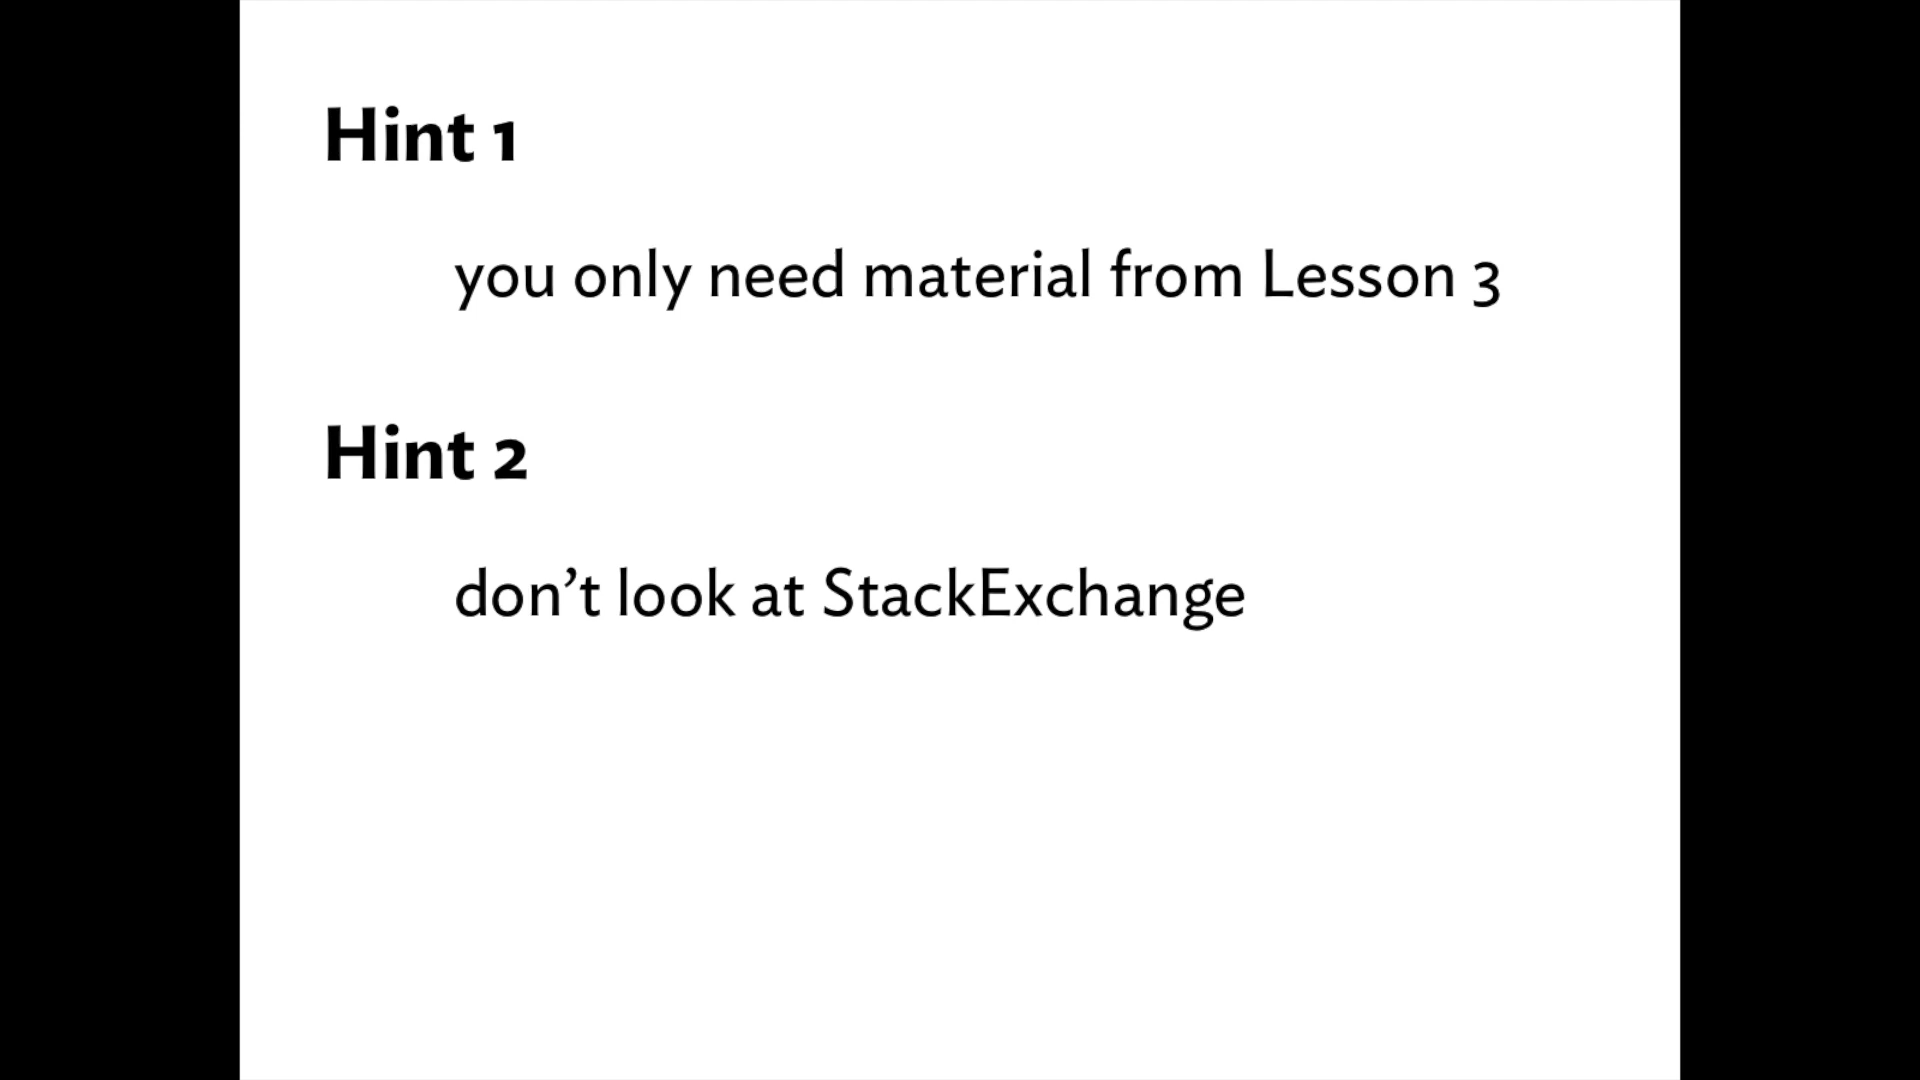 Hint 1
you only need material from Lesson 3
Hint 2
don’t look at StackExchange